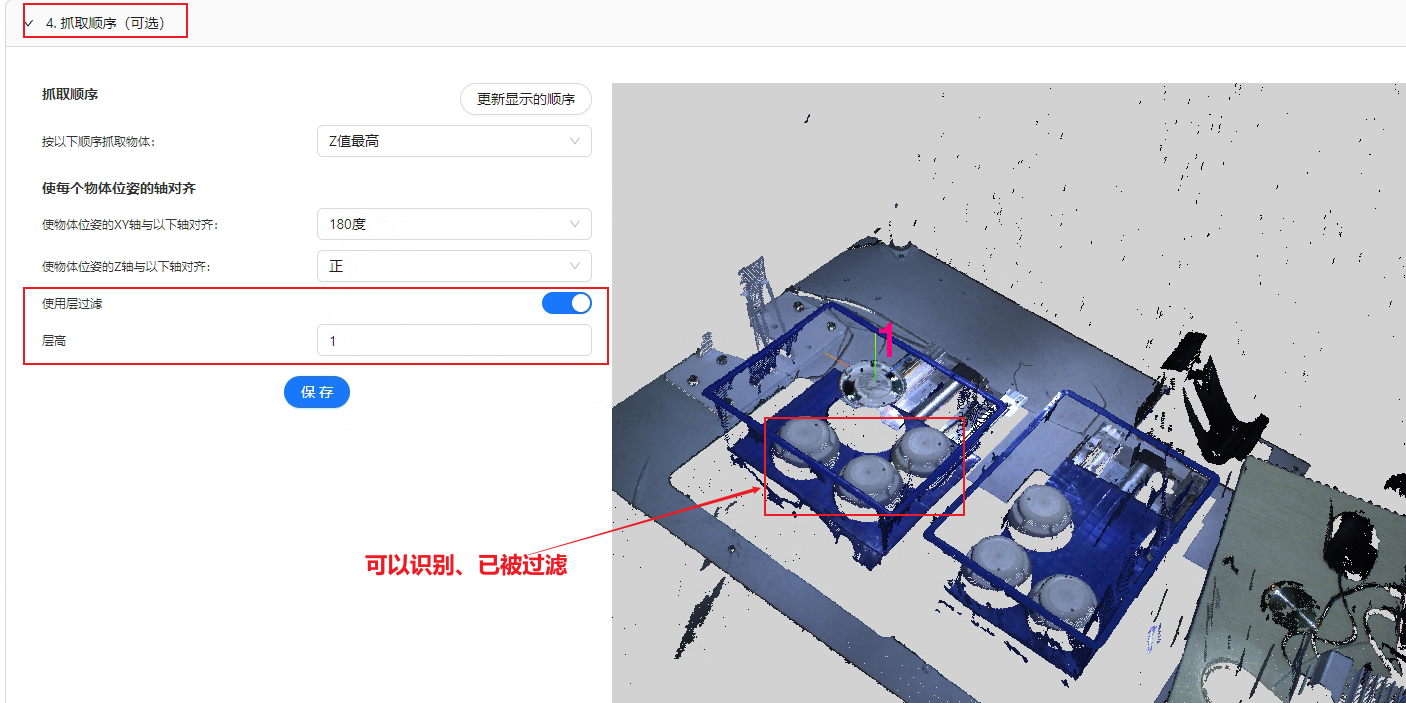 4. 抓取顺序（可选）
抓取顺序
更新显示的顺序
按以下顺序抓取物体：
Z值最高
使每个物体位姿的轴对齐
使物体位姿的XY轴与以下轴对齐：
180度
使物体位姿的Z轴与以下轴对齐：
正
使用层过滤
层高
1
保 存
1
可以识别、已被过滤